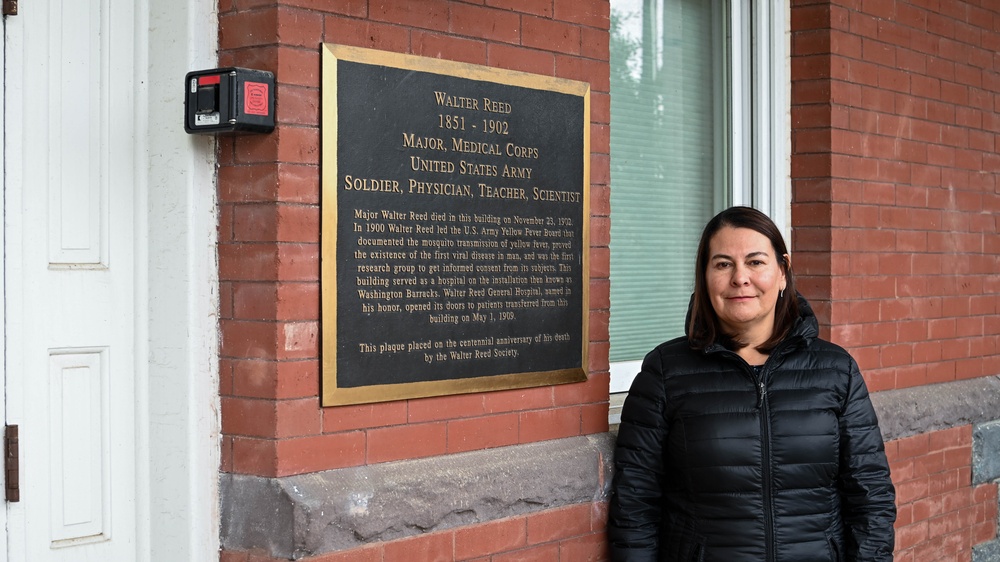 WALTER REED
1851 - 1902
MAJOR, MEDICAL CORPS
UNITED STATES ARMY
SOLDIER, PHYSICIAN, TEACHER, SCIENTIST
Major Walter Reed died in this building on November 23, 1902.
In 1900 Walter Reed led the U.S. Army Yellow Fever Board that
documented the mosquito transmission of yellow fever, proved
the existence of the first viral disease in man, and was the first
research group to get informed consent from its subjects. This
building served as a hospital on the installation then known as
Washington Barracks. Walter Reed General Hospital, named in
his honor, opened its doors to patients transferred from this
building on May 1, 1909.
This plaque placed on the centennial anniversary of his death
by the Walter Reed Society.